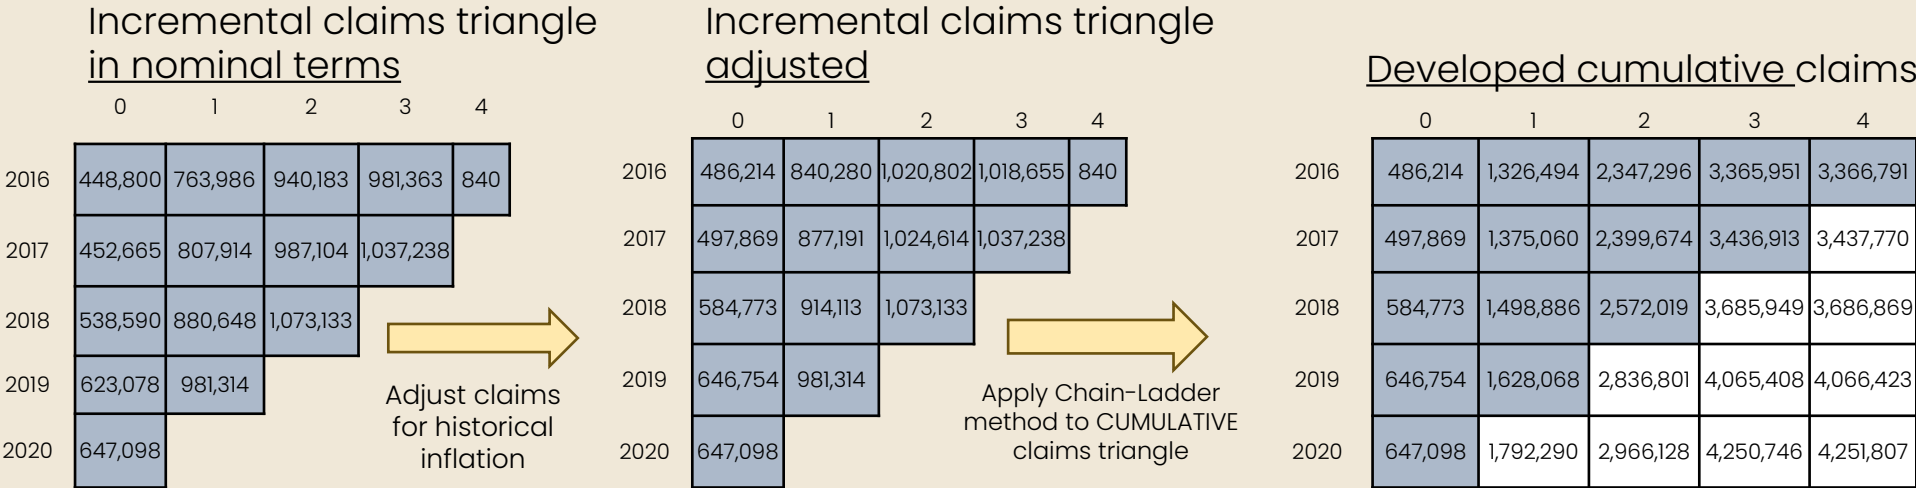 Incremental claims triangle
in nominal terms
0 1 2 3 4
2016 448,800 763,986 940,183 981,363 840
2017 452,665 807,914 987,104 1,037,238
2018 538,590 880,648 1,073,133
2019 623,078 981,314
2020 647,098
Adjust claims
for historical
inflation
Incremental claims triangle
adjusted
0 1 2 3 4
2016 486,214 840,280 1,020,802 1,018,655 840
2017 497,869 877,191 1,024,614 1,037,238
2018 584,773 914,113 1,073,133
2019 646,754 981,314
2020 647,098
Apply Chain-Ladder
method to CUMULATIVE
claims triangle
Developed cumulative claims
0 1 2 3 4
2016 486,214 1,326,494 2,347,296 3,365,951 3,366,791
2017 497,869 1,375,060 2,399,674 3,436,913 3,437,770
2018 584,773 1,498,886 2,572,019 3,685,949 3,686,869
2019 646,754 1,628,068 2,836,801 4,065,408 4,066,423
2020 647,098 1,792,290 2,966,128 4,250,746 4,251,807